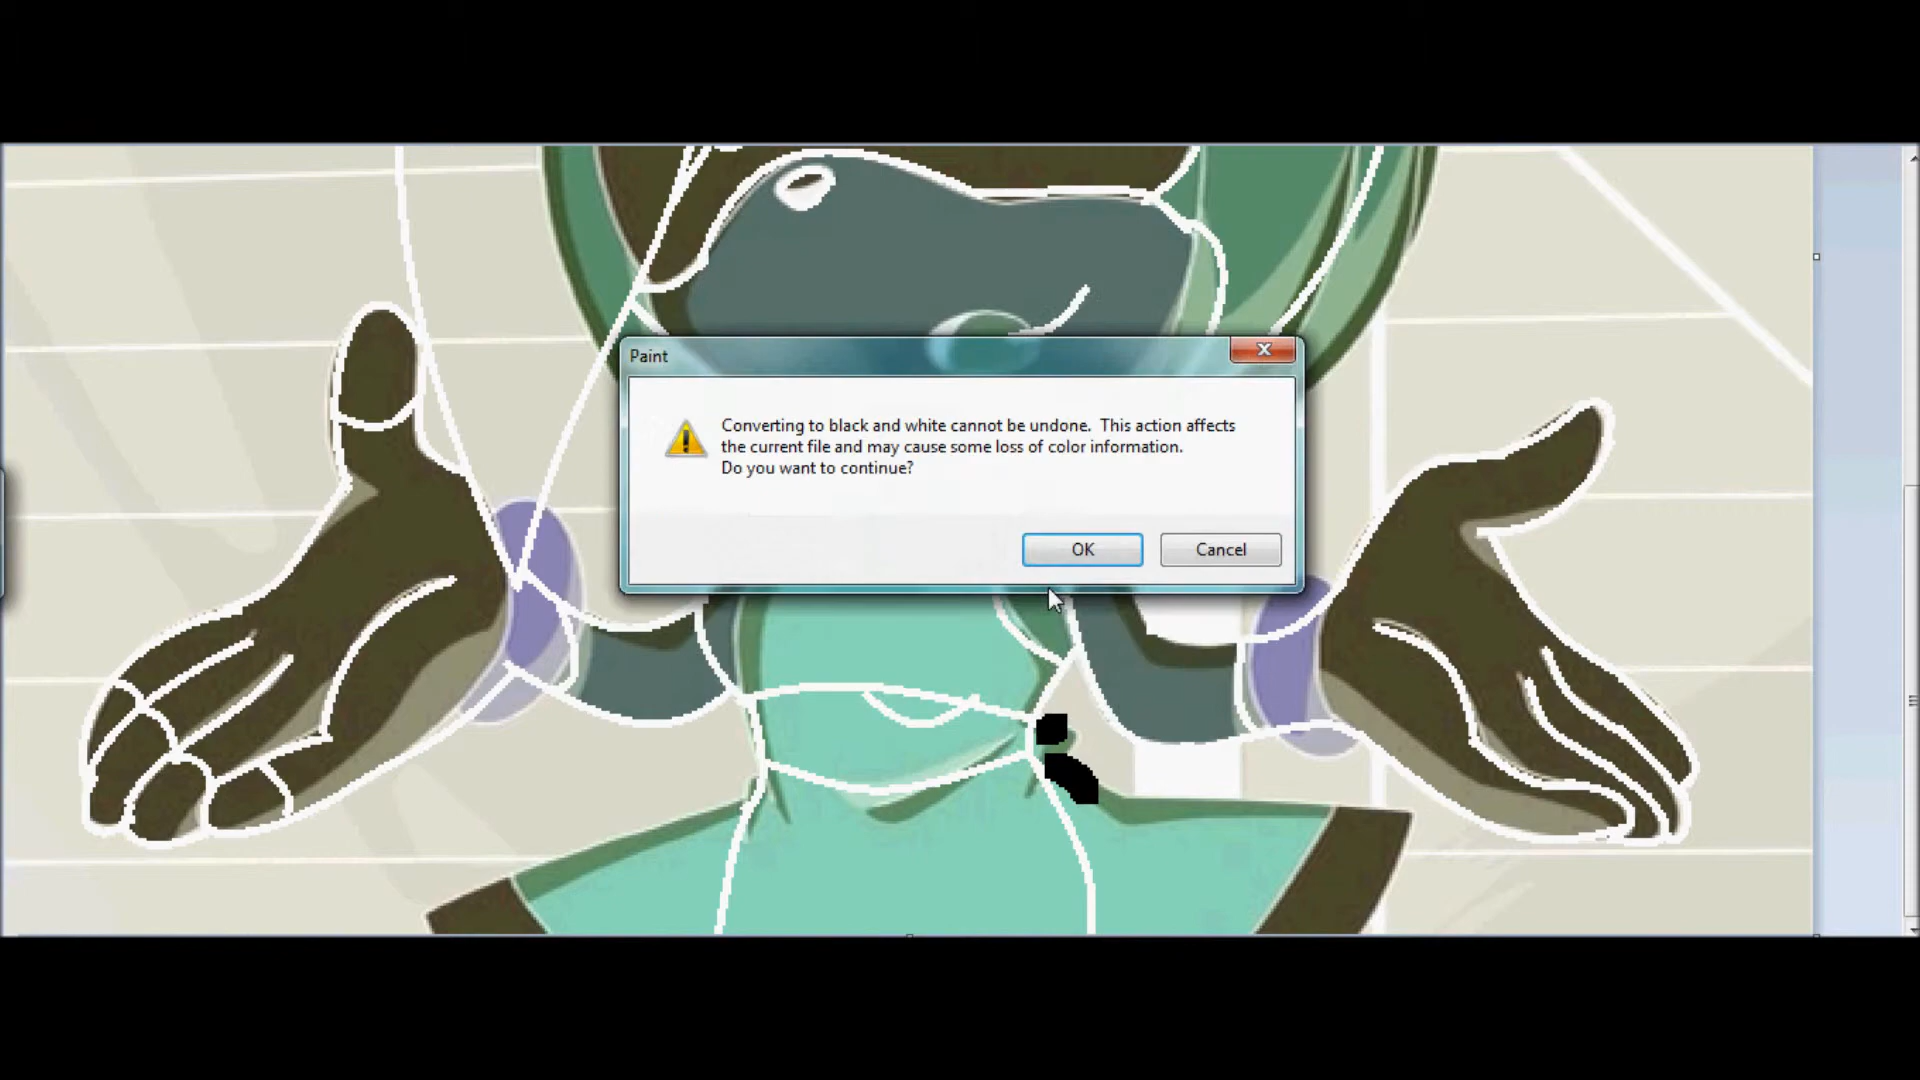 Paint
Converting to black and white cannot be undone.  This action affects
the current file and may cause some loss of color information.
Do you want to continue?
OK
Cancel